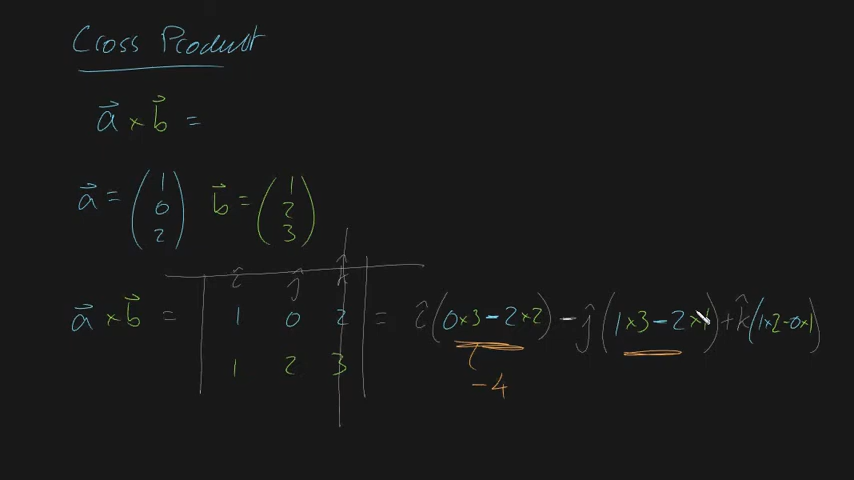 Cross Product
a⃗ × b⃗ =
a⃗ = (1 0 2) b⃗ = (1 2 3)
î ĵ k̂
a⃗ × b⃗ = | 1 0 2 | = î(0×3-2×2) - ĵ(1×3-2×1) + k̂(1×2-0×1)
1 2 3
-4